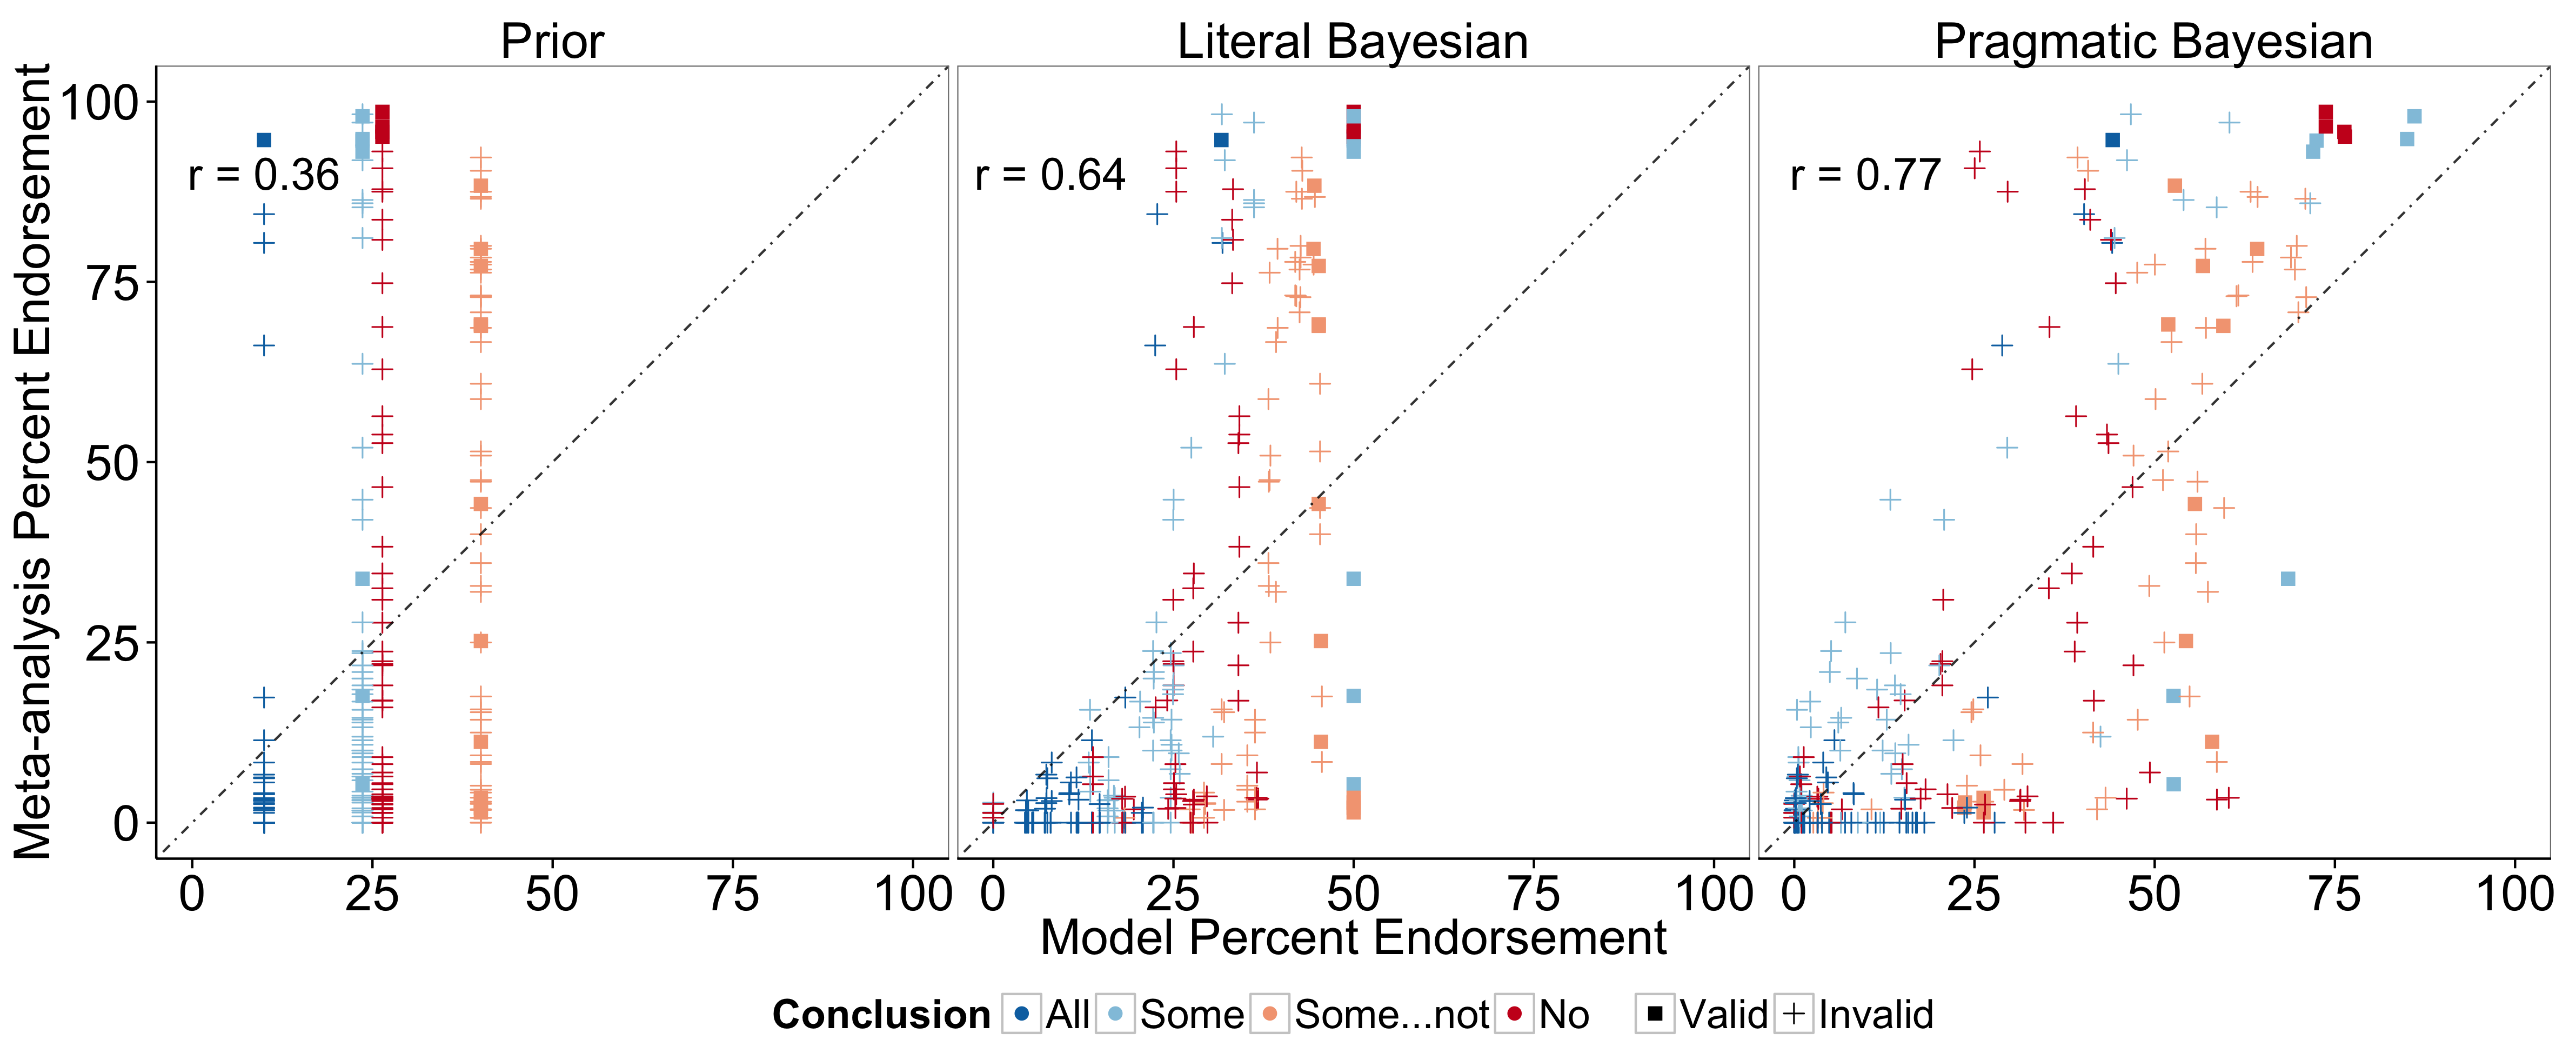 Prior
Literal Bayesian
Pragmatic Bayesian
Meta-analysis Percent Endorsement
100
75
50
25
0
r = 0.36
r = 0.64
r = 0.77
0 25 50 75 100
0 25 50 75 100
0 25 50 75 100
Model Percent Endorsement
Conclusion All Some Some...not No Valid Invalid